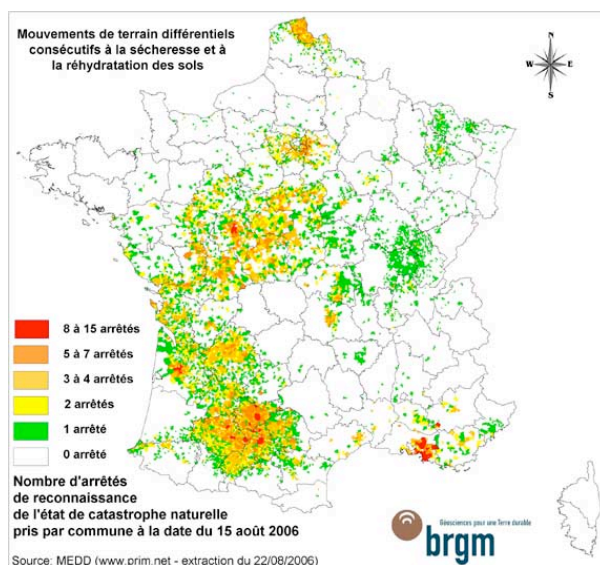 Mouvements de terrain différentiels
consécutifs à la sécheresse et à
la réhydratation des sols
N
W E
S
8 à 15 arrêtés
5 à 7 arrêtés
3 à 4 arrêtés
2 arrêtés
1 arrêté
0 arrêté
Nombre d'arrêtés
de reconnaissance
de l'état de catastrophe naturelle
pris par commune à la date du 15 août 2006
Géosciences pour une Terre durable
brgm
Source: MEDD (www.prim.net - extraction du 22/08/2006)